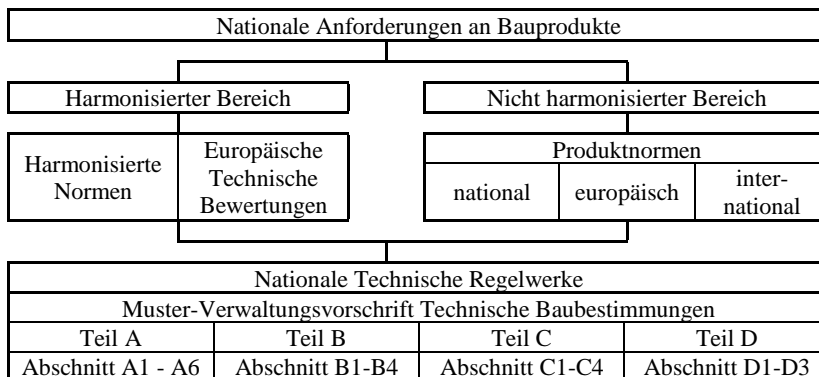 Nationale Anforderungen an Bauprodukte
Harmonisierter Bereich
Nicht harmonisierter Bereich
Harmonisierte
Normen
Europäische
Technische
Bewertungen
Produktnormen
national
europäisch
inter-
national
Nationale Technische Regelwerke
Muster-Verwaltungsvorschrift Technische Baubestimmungen
Teil A
Teil B
Teil C
Teil D
Abschnitt A1 - A6
Abschnitt B1-B4
Abschnitt C1-C4
Abschnitt D1-D3